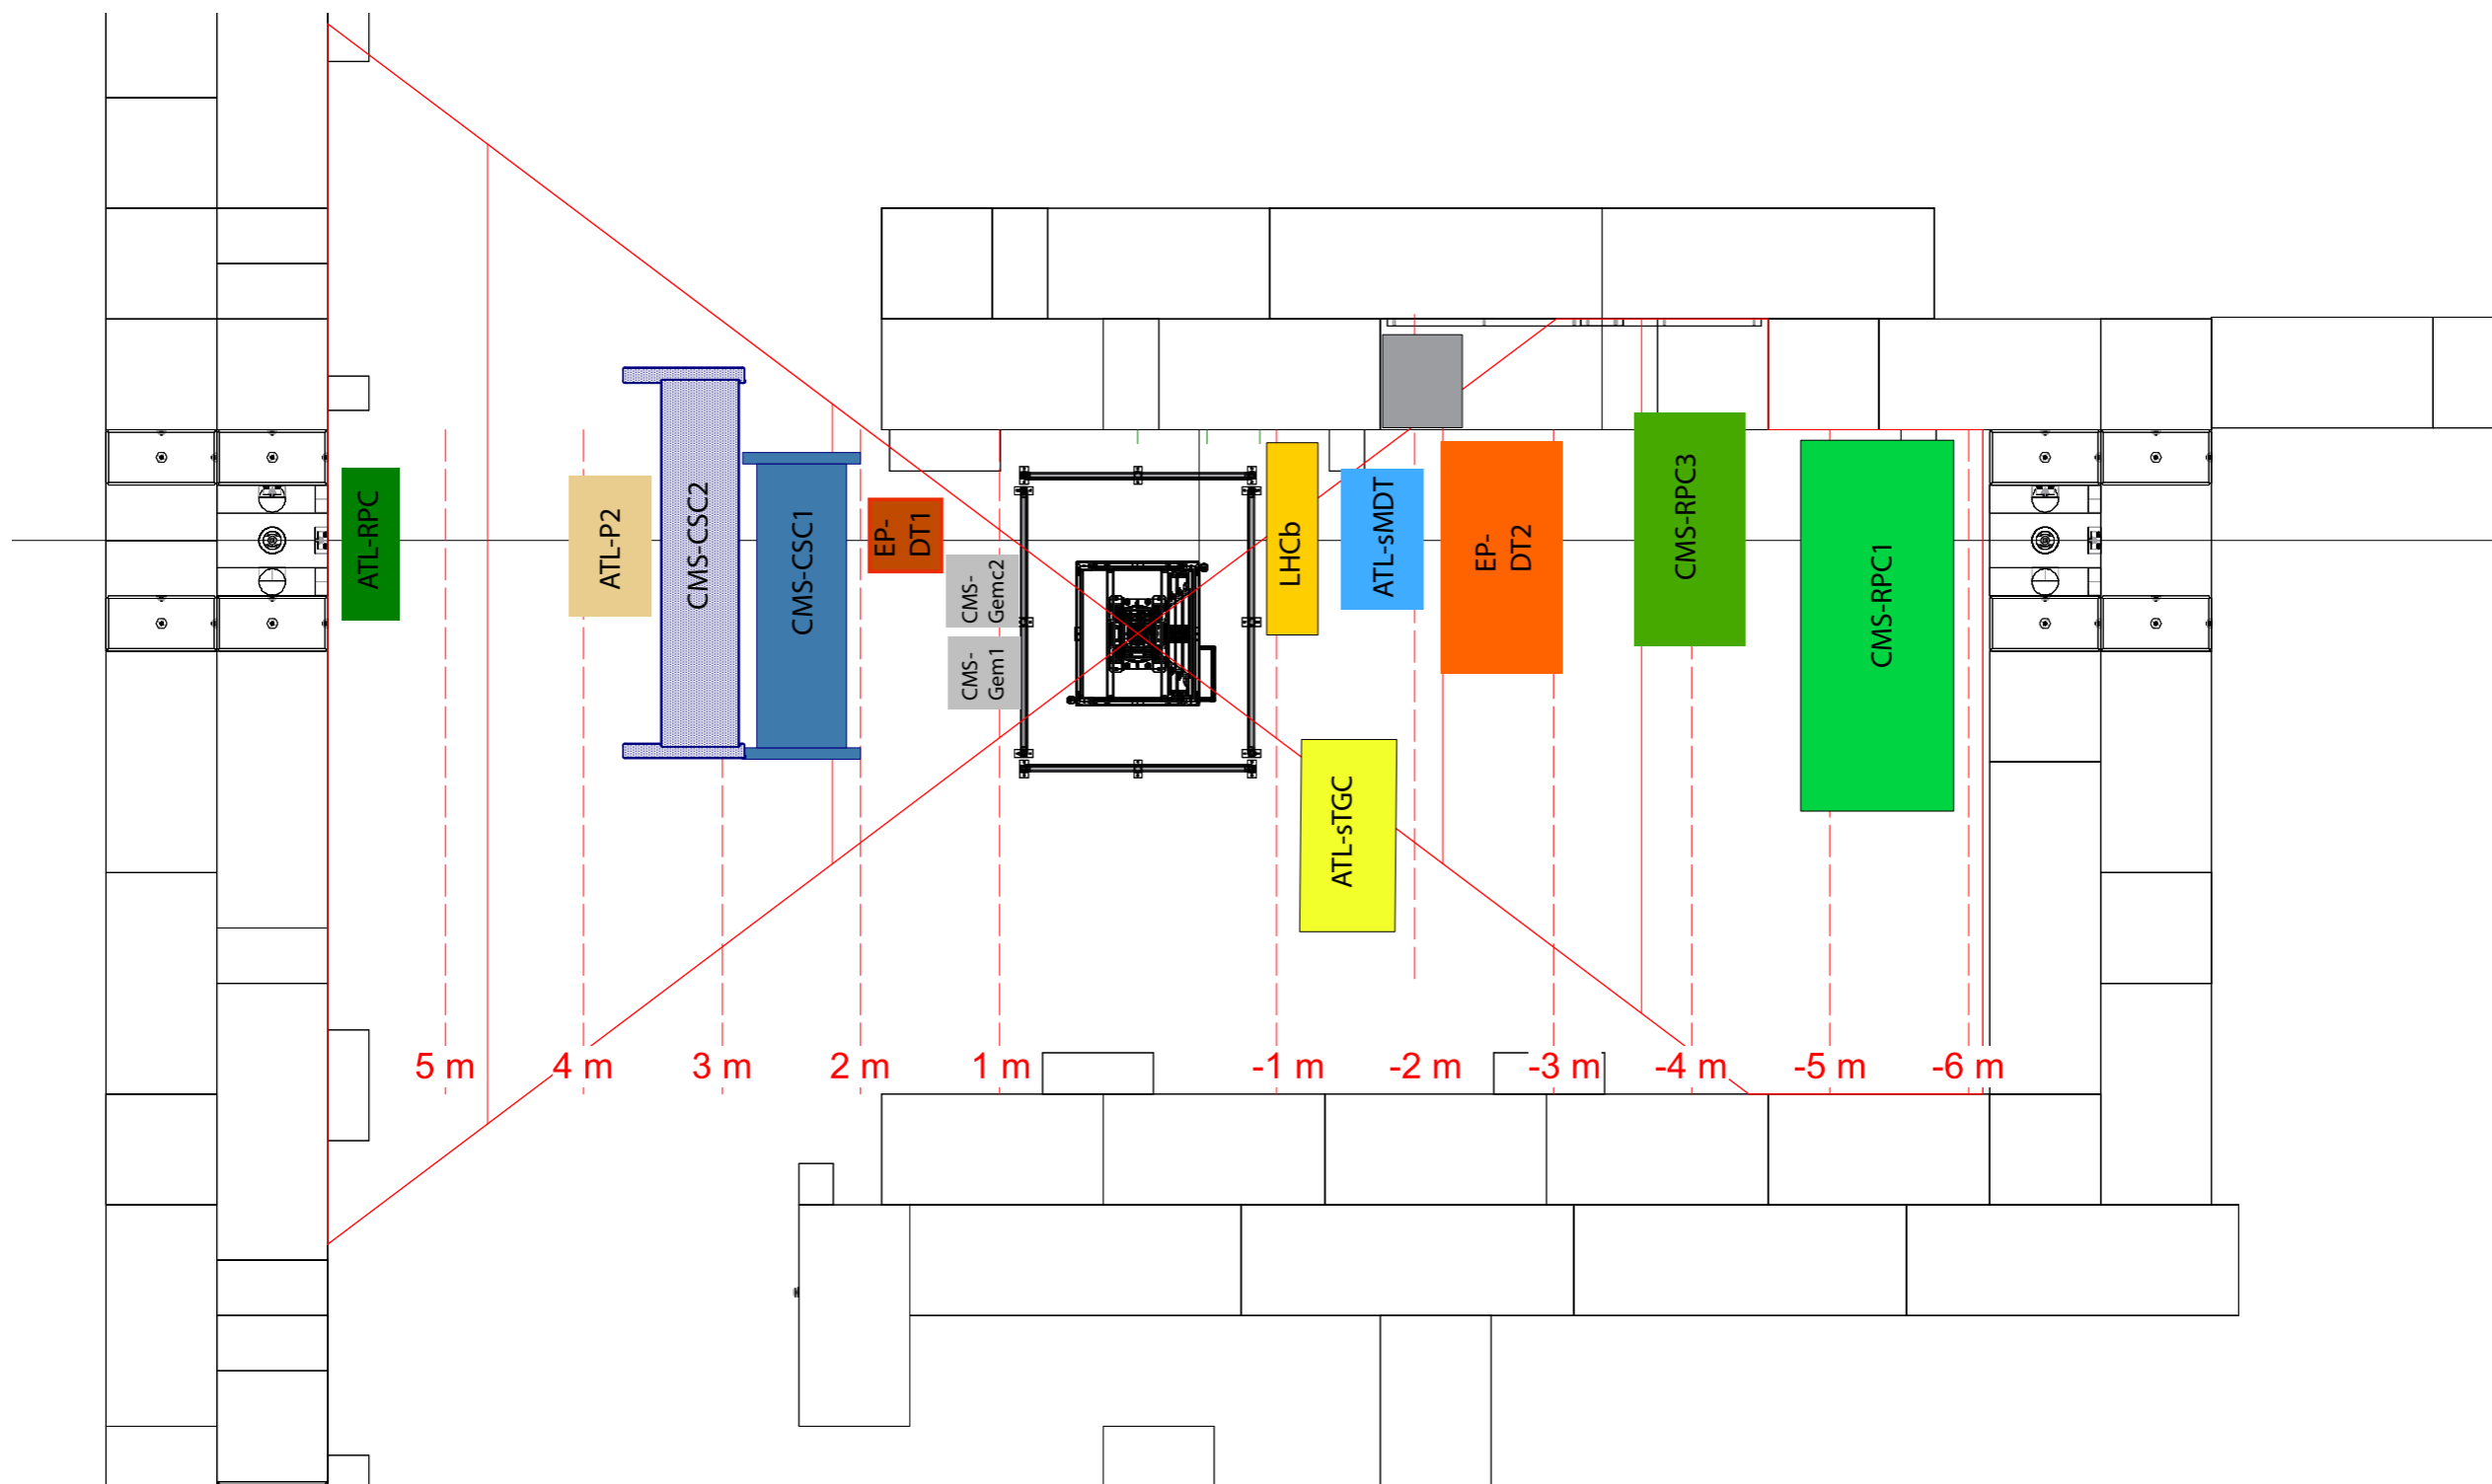 ATL-RPC
ATL-P2
CMS-CSC2
CMS-CSC1
EP-
DT1
CMS-
Gemc2
CMS-
Gem1
LHCb
ATL-sMDT
EP-
DT2
CMS-RPC3
CMS-RPC1
ATL-sTGC
5 m
4 m
3 m
2 m
1 m
-1 m
-2 m
-3 m
-4 m
-5 m
-6 m